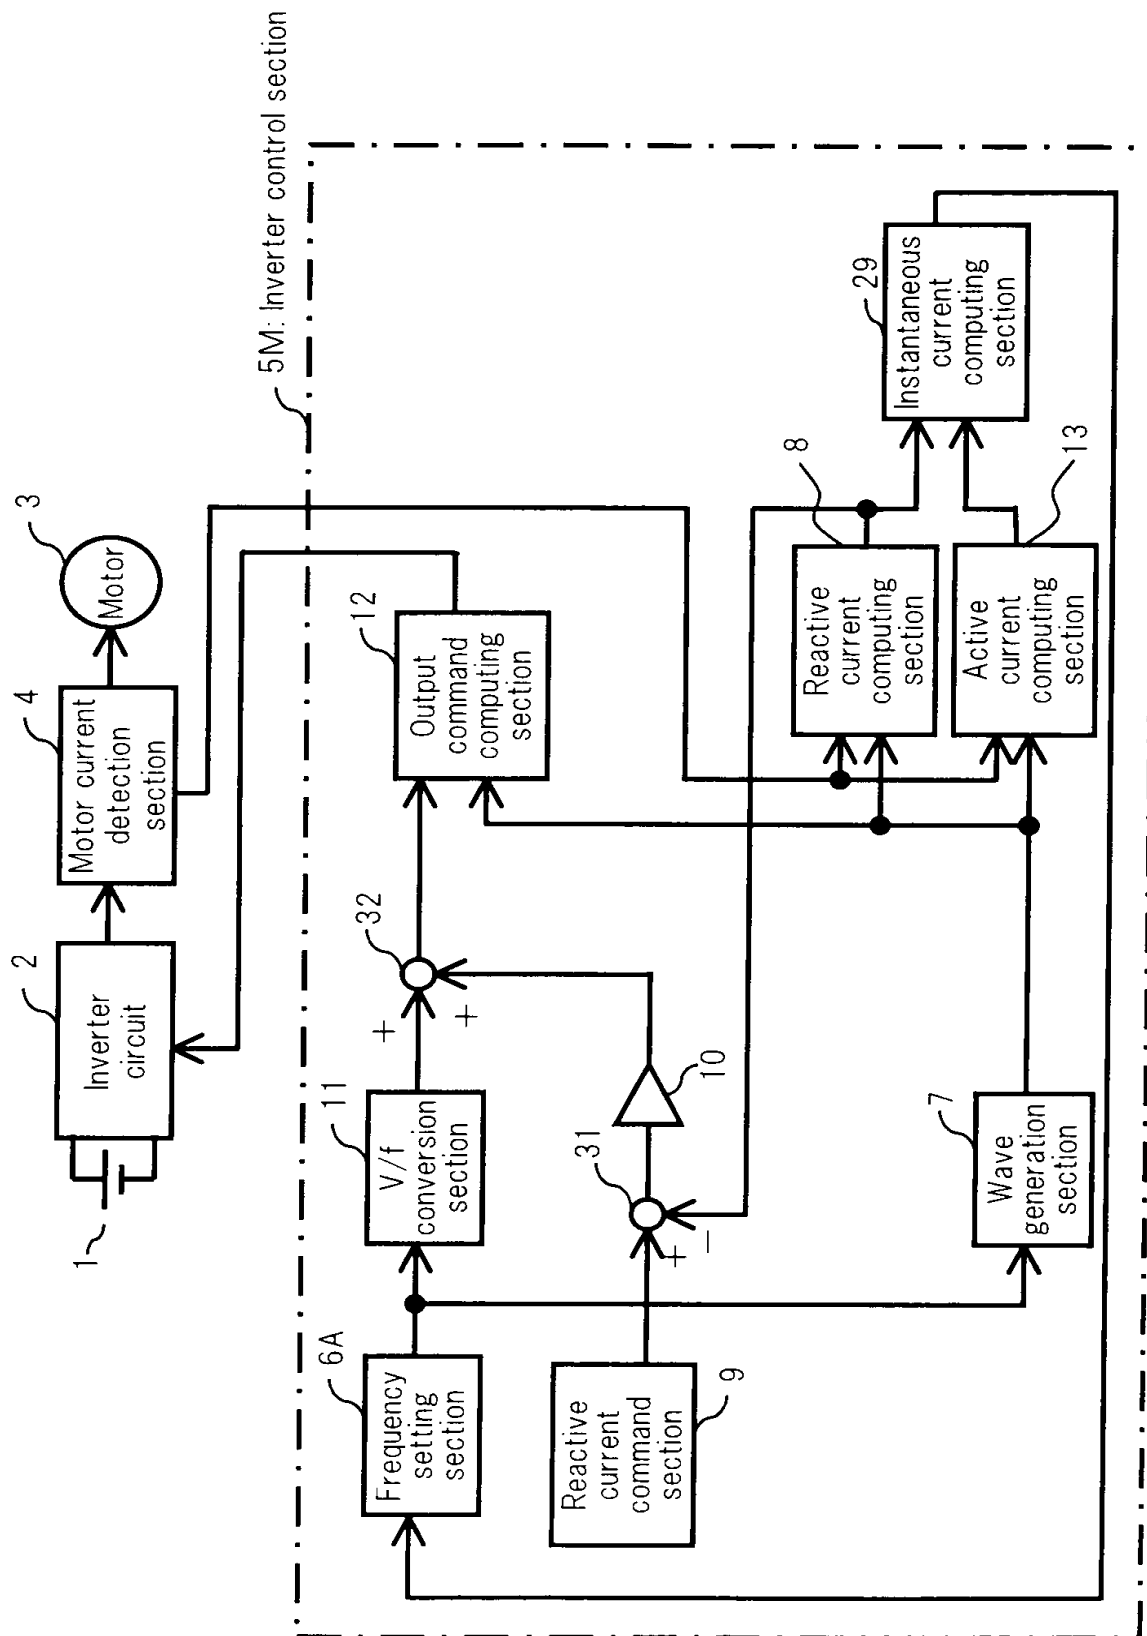 1
2
Inverter
circuit
4
Motor current
detection
section
3
Motor
5M: Inverter control section
6A
Frequency
setting
section
11
V/f
conversion
section
+
+
32
12
Output
command
computing
section
9
Reactive
current
command
section
+
−
31
10
8
Reactive
current
computing
section
29
Instantaneous
current
computing
section
7
Wave
generation
section
13
Active
current
computing
section